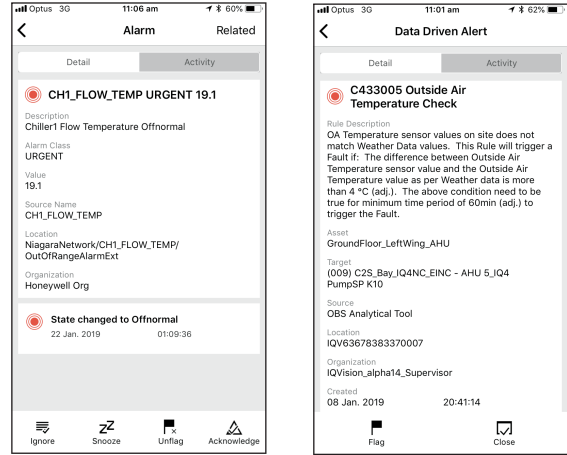 Optus 3G 11:06 am 60%
Alarm Related
Detail Activity
CH1_FLOW_TEMP URGENT 19.1
Description
Chiller1 Flow Temperature Offnormal
Alarm Class
URGENT
Value
19.1
Source Name
CH1_FLOW_TEMP
Location
NiagaraNetwork/CH1_FLOW_TEMP/
OutOfRangeAlarmExt
Organization
Honeywell Org
State changed to Offnormal
22 Jan. 2019 01:09:36
Ignore Snooze Unflag Acknowledge
Optus 3G 11:01 am 62%
Data Driven Alert
Detail Activity
C433005 Outside Air
Temperature Check
Rule Description
OA Temperature sensor values on site does not
match Weather Data values. This Rule will trigger a
Fault if: The difference between Outside Air
Temperature sensor value and the Outside Air
Temperature value as per Weather data is more
than 4 °C (adj.). The above condition need to be
true for minimum time period of 60min (adj.) to
trigger the Fault.
Asset
GroundFloor_LeftWing_AHU
Target
(009) C2S_Bay_IQ4NC_EINC - AHU 5_IQ4
PumpSP K10
Source
OBS Analytical Tool
Location
IQV63678383370007
Organization
IQVision_alpha14_Supervisor
Created
08 Jan. 2019 20:41:14
Flag Close